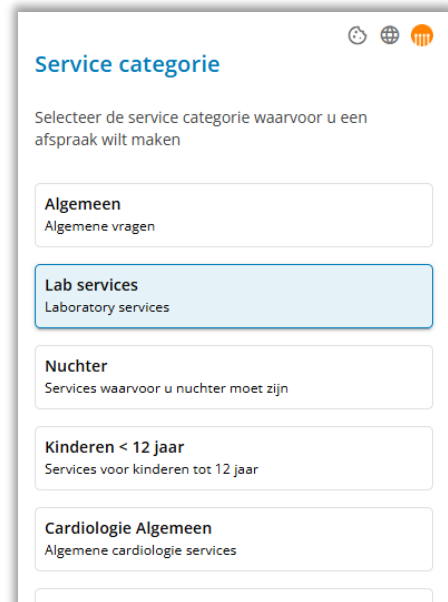 Service categorie
Selecteer de service categorie waarvoor u een
afspraak wilt maken
Algemeen
Algemene vragen
Lab services
Laboratory services
Nuchter
Services waarvoor u nuchter moet zijn
Kinderen < 12 jaar
Services voor kinderen tot 12 jaar
Cardiologie Algemeen
Algemene cardiologie services